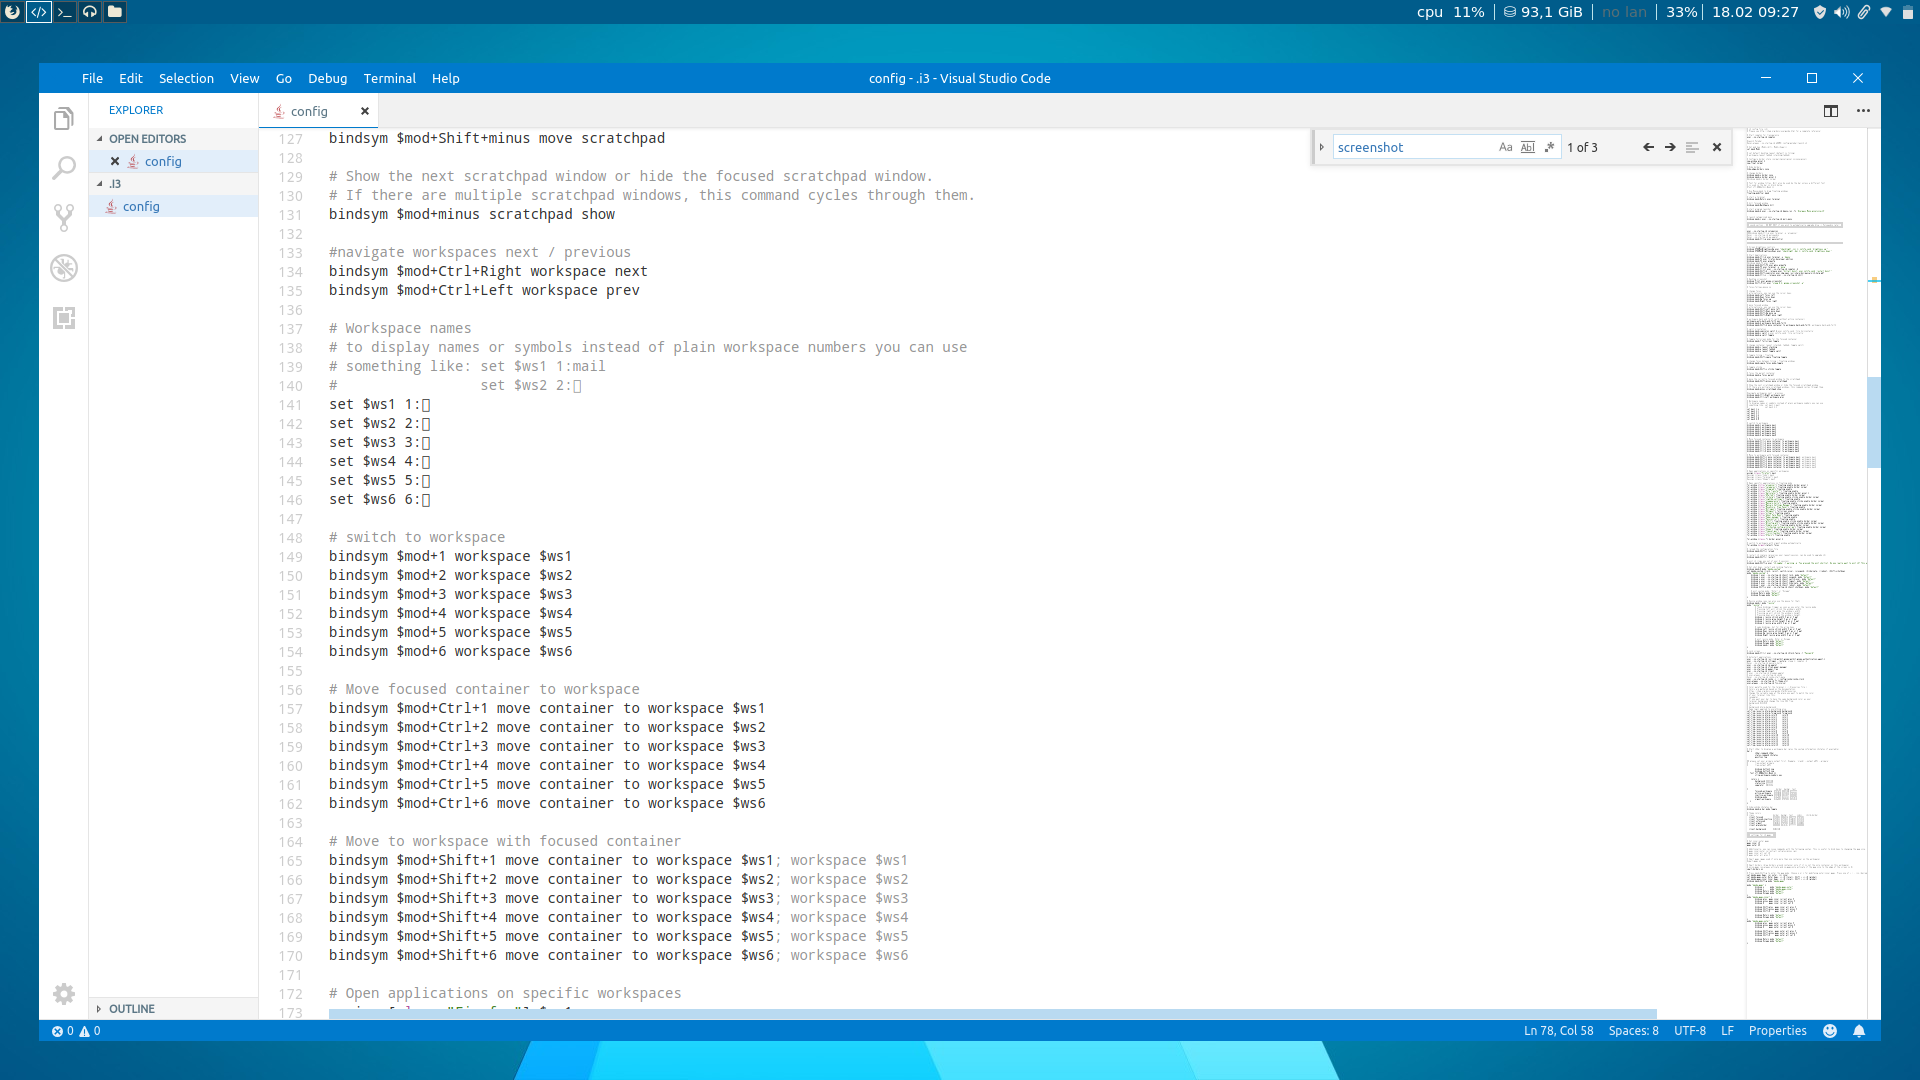 cpu 11% | 93,1 GiB | no lan | 33% | 18.02 09:27
File Edit Selection View Go Debug Terminal Help
config - .i3 - Visual Studio Code
EXPLORER
OPEN EDITORS
config
.I3
config
OUTLINE
config
screenshot
Aa Abl .*
1 of 3
127 bindsym $mod+Shift+minus move scratchpad
128
129 # Show the next scratchpad window or hide the focused scratchpad window.
130 # If there are multiple scratchpad windows, this command cycles through them.
131 bindsym $mod+minus scratchpad show
132
133 #navigate workspaces next / previous
134 bindsym $mod+Ctrl+Right workspace next
135 bindsym $mod+Ctrl+Left workspace prev
136
137 # Workspace names
138 # to display names or symbols instead of plain workspace numbers you can use
139 # something like: set $ws1 1:mail
140 #                 set $ws2 2:
141 set $ws1 1:
142 set $ws2 2:
143 set $ws3 3:
144 set $ws4 4:
145 set $ws5 5:
146 set $ws6 6:
147
148 # switch to workspace
149 bindsym $mod+1 workspace $ws1
150 bindsym $mod+2 workspace $ws2
151 bindsym $mod+3 workspace $ws3
152 bindsym $mod+4 workspace $ws4
153 bindsym $mod+5 workspace $ws5
154 bindsym $mod+6 workspace $ws6
155
156 # Move focused container to workspace
157 bindsym $mod+Ctrl+1 move container to workspace $ws1
158 bindsym $mod+Ctrl+2 move container to workspace $ws2
159 bindsym $mod+Ctrl+3 move container to workspace $ws3
160 bindsym $mod+Ctrl+4 move container to workspace $ws4
161 bindsym $mod+Ctrl+5 move container to workspace $ws5
162 bindsym $mod+Ctrl+6 move container to workspace $ws6
163
164 # Move to workspace with focused container
165 bindsym $mod+Shift+1 move container to workspace $ws1; workspace $ws1
166 bindsym $mod+Shift+2 move container to workspace $ws2; workspace $ws2
167 bindsym $mod+Shift+3 move container to workspace $ws3; workspace $ws3
168 bindsym $mod+Shift+4 move container to workspace $ws4; workspace $ws4
169 bindsym $mod+Shift+5 move container to workspace $ws5; workspace $ws5
170 bindsym $mod+Shift+6 move container to workspace $ws6; workspace $ws6
171
172 # Open applications on specific workspaces
173
0 0
Ln 78, Col 58 Spaces: 8 UTF-8 LF Properties